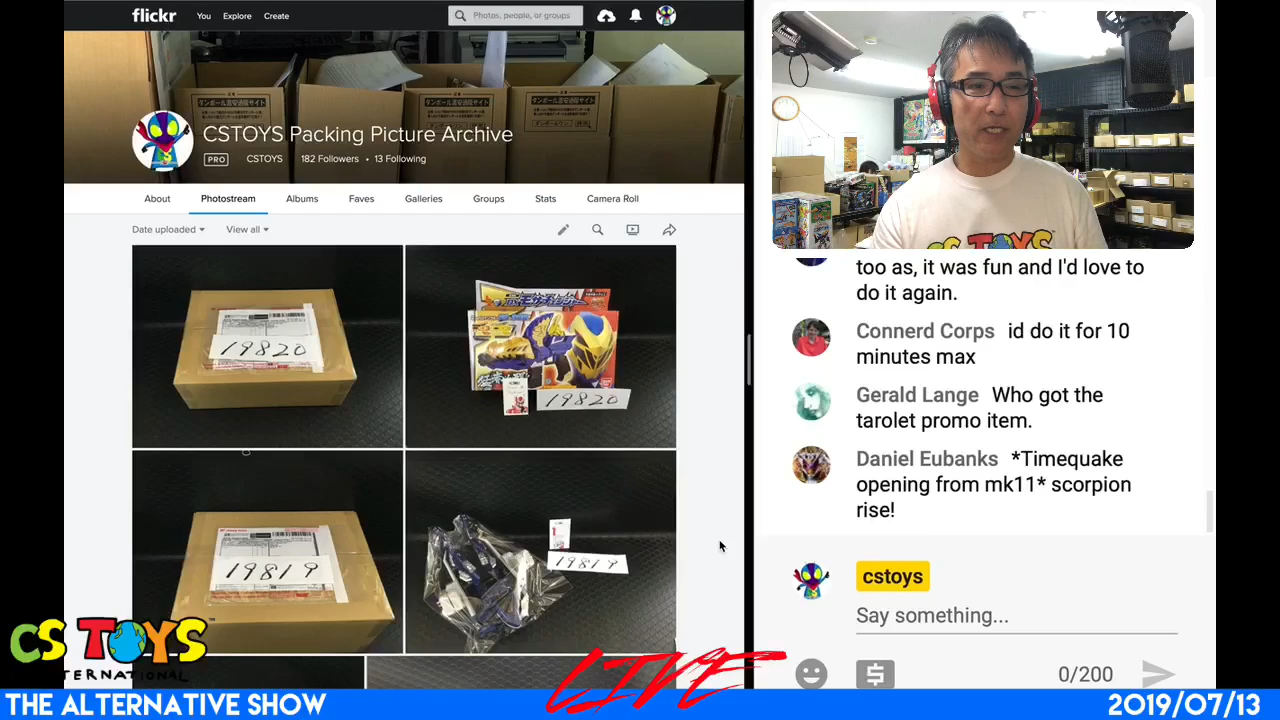 flickr
You Explore Create
Photos, people, or groups
CSTOYS Packing Picture Archive
PRO CSTOYS 182 Followers • 13 Following
About Photostream Albums Faves Galleries Groups Stats Camera Roll
Date uploaded View all
19820
19820
19819
19819
CS TOYS
too as, it was fun and I'd love to
do it again.
Connerd Corps id do it for 10
minutes max
Gerald Lange Who got the
tarolet promo item.
Daniel Eubanks *Timequake
opening from mk11* scorpion
rise!
cstoys
Say something...
0/200
CS TOYS
TERNATIONAL
LIVE
THE ALTERNATIVE SHOW
2019/07/13